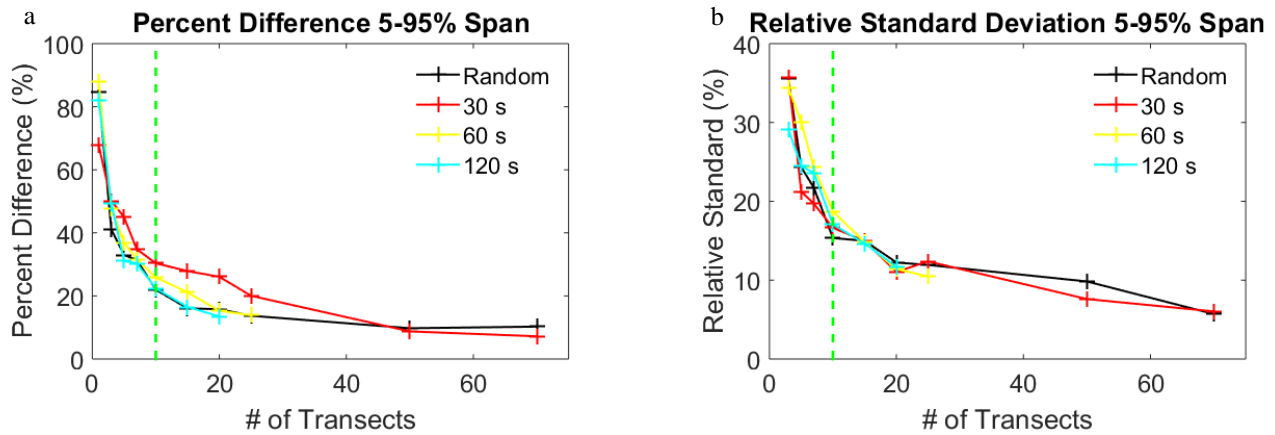 a
Percent Difference 5-95% Span
Percent Difference (%)
100
80
60
40
20
0
0
20
40
60
# of Transects
Random
30 s
60 s
120 s
b
Relative Standard Deviation 5-95% Span
Relative Standard (%)
40
30
20
10
0
0
20
40
60
# of Transects
Random
30 s
60 s
120 s